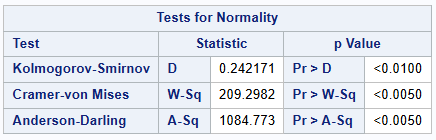 Tests for Normality
Test Statistic p Value
Kolmogorov-Smirnov D 0.242171 Pr > D <0.0100
Cramer-von Mises W-Sq 209.2982 Pr > W-Sq <0.0050
Anderson-Darling A-Sq 1084.773 Pr > A-Sq <0.0050